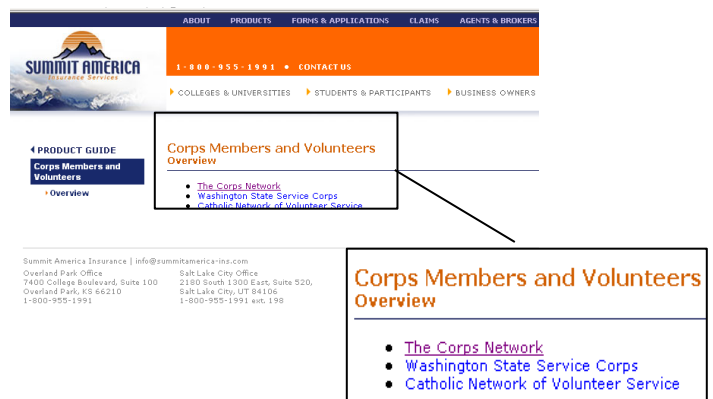 ABOUT PRODUCTS FORMS & APPLICATIONS CLAIMS AGENTS & BROKERS
SUMMIT AMERICA
Insurance Services
1-800-955-1991 • CONTACT US
COLLEGES & UNIVERSITIES STUDENTS & PARTICIPANTS BUSINESS OWNERS
PRODUCT GUIDE
Corps Members and
Volunteers
Overview
Corps Members and Volunteers
Overview
• The Corps Network
• Washington State Service Corps
• Catholic Network of Volunteer Service
Summit America Insurance | info@summitamerica-ins.com
Overland Park Office
7400 College Boulevard, Suite 100
Overland Park, KS 66210
1-800-955-1991
Salt Lake City Office
2180 South 1300 East, Suite 520,
Salt Lake City, UT 84106
1-800-955-1991 ext. 198
Corps Members and Volunteers
Overview
• The Corps Network
• Washington State Service Corps
• Catholic Network of Volunteer Service